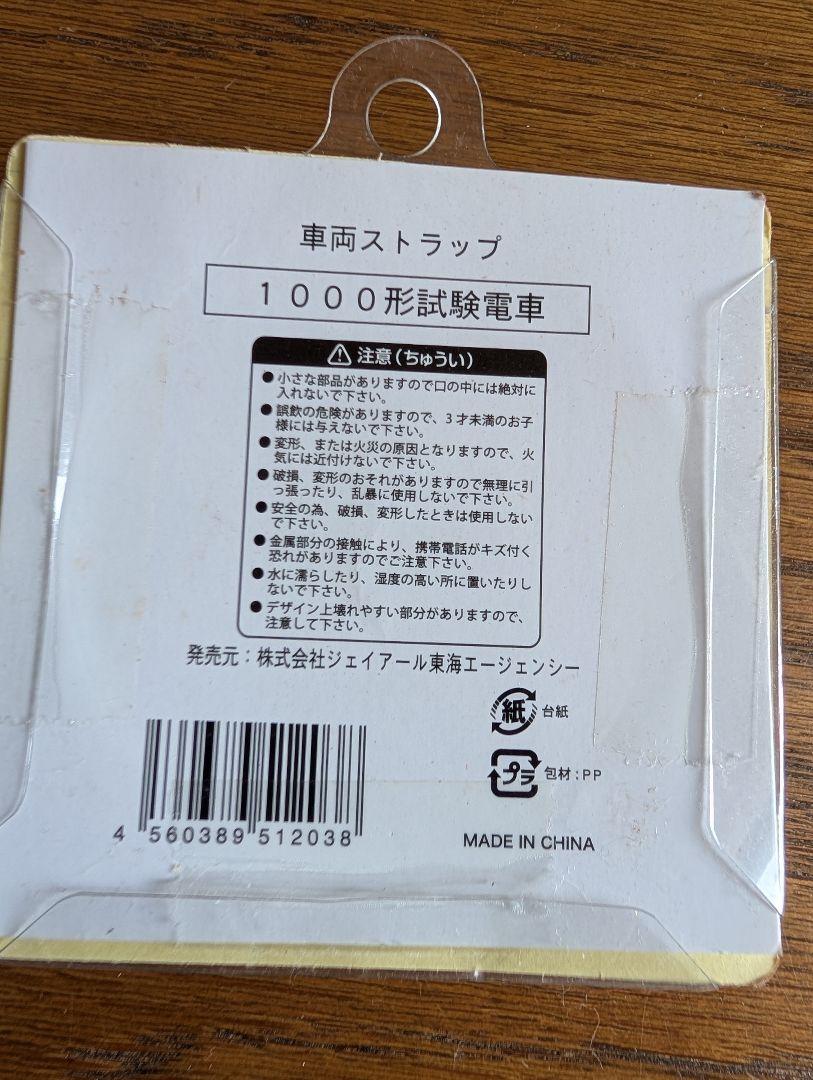 車両ストラップ
1000形試験電車
注意(ちゅうい)
●小さな部品がありますので口の中には絶対に
入れないで下さい。
●誤飲の危険がありますので、3才未満のお子
様には与えないで下さい。
●変形、または火災の原因となりますので、火
気には近付けないで下さい。
●破損、変形のおそれがありますので無理に引
っ張ったり、乱暴に使用しないで下さい。
●安全の為、破損、変形したときは使用しない
で下さい。
●金属部分の接触により、携帯電話がキズ付く
恐れがありますのでご注意下さい。
●水に濡らしたり、湿度の高い所に置いたりし
ないで下さい。
●デザイン上壊れやすい部分がありますので、
注意して下さい。
発売元:株式会社ジェイアール東海エージェンシー
紙 台紙
プラ 包材:PP
4 560389 512038
MADE IN CHINA